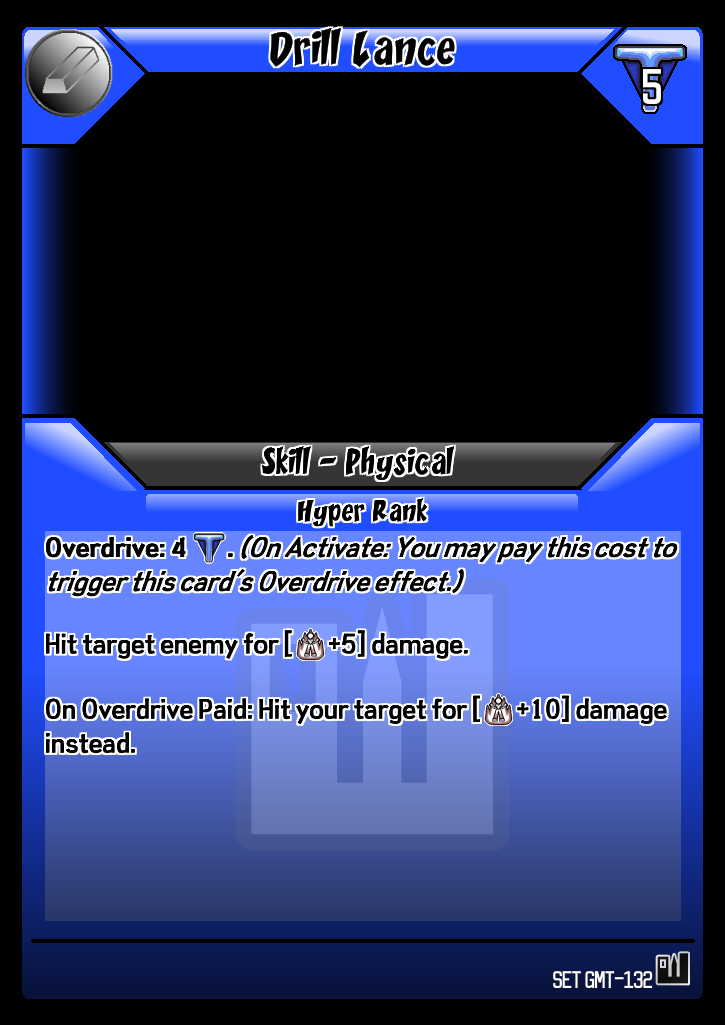 Drill Lance
5
Skill - Physical
Hyper Rank
Overdrive: 4 . (On Activate: You may pay this cost to
trigger this card's Overdrive effect.)
Hit target enemy for [ +5] damage.
On Overdrive Paid: Hit your target for [ +10] damage
instead.
SET GMT-132